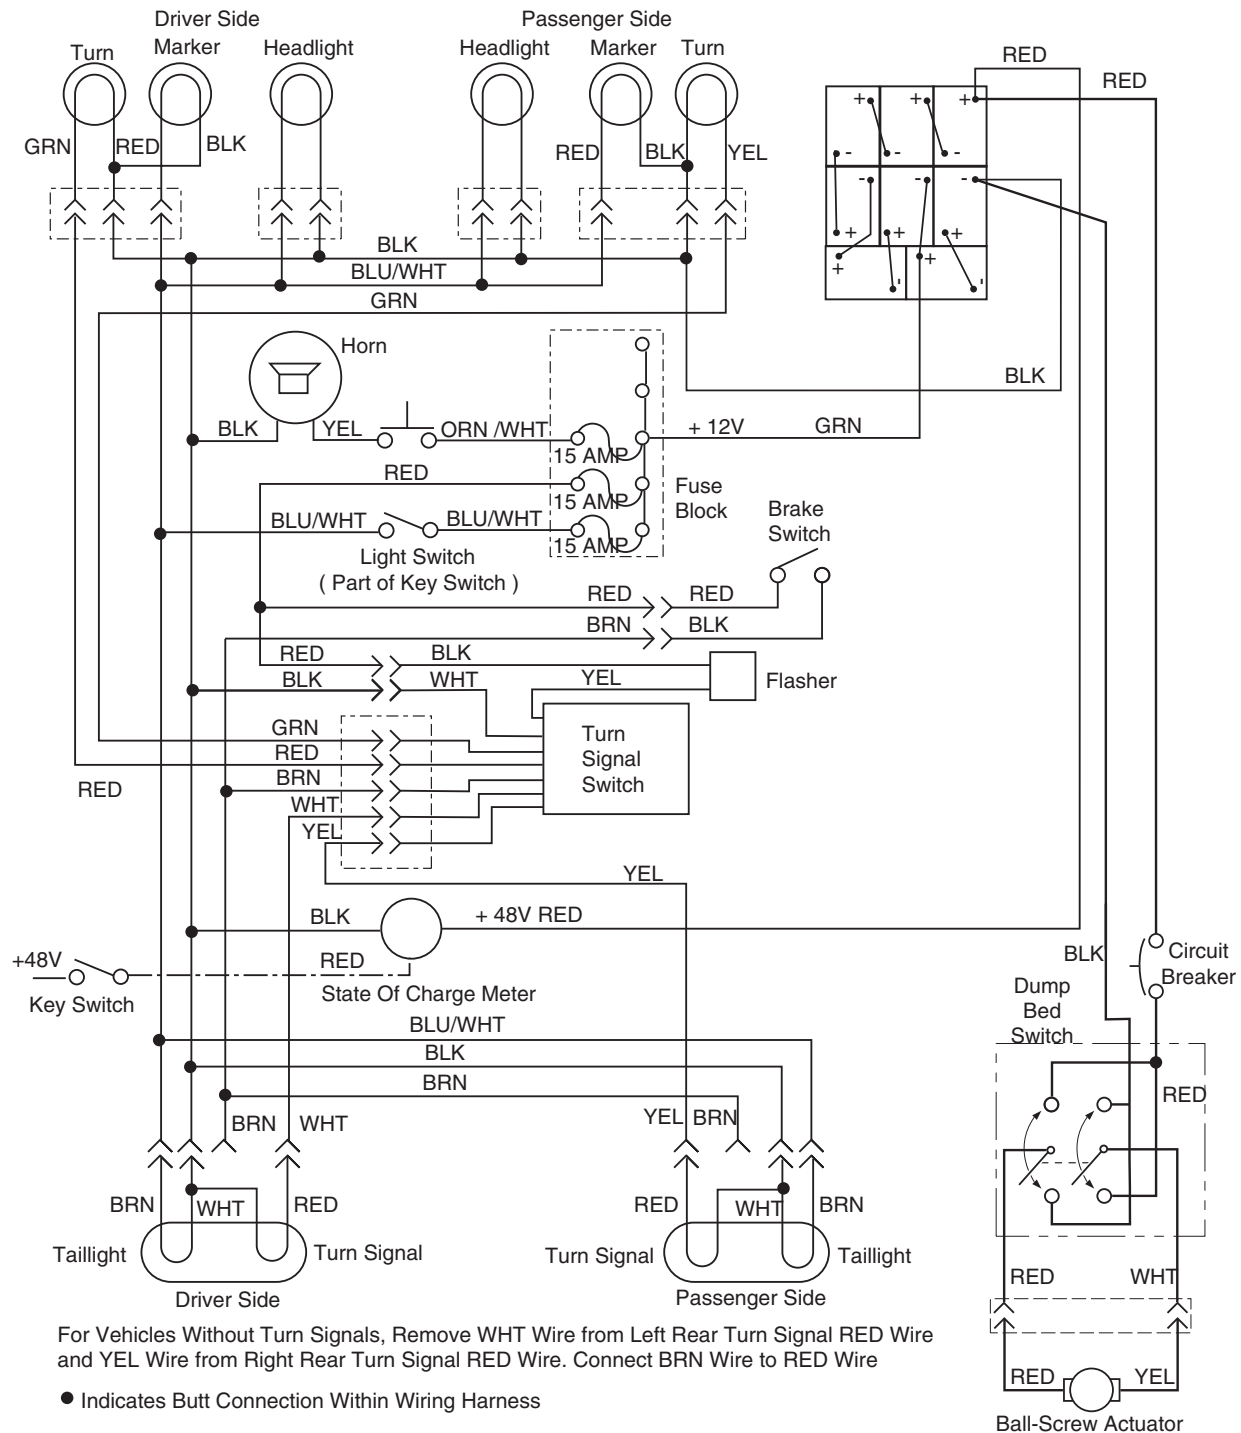 Driver Side
Passenger Side
Turn
Marker
Headlight
Headlight
Marker
Turn
RED
RED
GRN
RED
BLK
RED
BLK
YEL
+
+
+
-
-
-
-
-
-
+
+
+
+
+
-
-
BLK
BLU/WHT
GRN
Horn
BLK
BLK
YEL
ORN /WHT
+ 12V
GRN
15 AMP
RED
15 AMP
Fuse
Block
BLU/WHT
BLU/WHT
15 AMP
Brake
Switch
Light Switch
( Part of Key Switch )
RED
RED
BRN
BLK
RED
BLK
BLK
WHT
YEL
Flasher
GRN
RED
BRN
WHT
YEL
Turn
Signal
Switch
RED
YEL
BLK
+ 48V RED
+48V
RED
Key Switch
State Of Charge Meter
BLK
Circuit
Breaker
Dump
Bed
Switch
BLU/WHT
BLK
BRN
RED
BRN
WHT
YEL
BRN
BRN
WHT
RED
RED
WHT
BRN
Taillight
Turn Signal
Turn Signal
Taillight
Driver Side
Passenger Side
RED
WHT
For Vehicles Without Turn Signals, Remove WHT Wire from Left Rear Turn Signal RED Wire
and YEL Wire from Right Rear Turn Signal RED Wire. Connect BRN Wire to RED Wire
RED
YEL
Indicates Butt Connection Within Wiring Harness
Ball-Screw Actuator